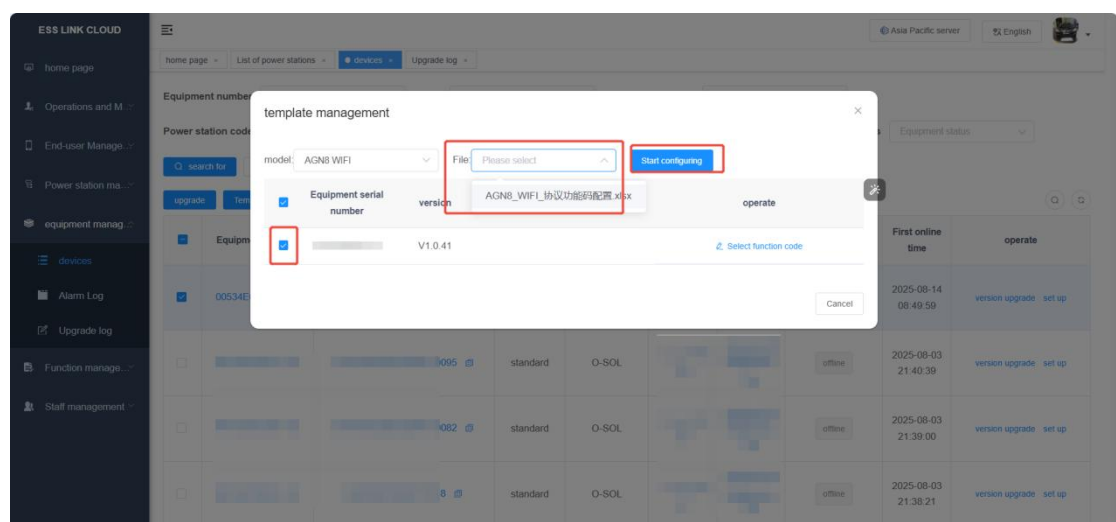 ESS LINK CLOUD
Asia Pacific server
English
home page
List of power stations
devices
Upgrade log
home page
Operations and M...
End-user Manage...
Power station ma...
equipment manag...
devices
Alarm Log
Upgrade log
Function manage...
Staff management
Equipment number
Power station code
Equipment status
search for
upgrade
template management
model:
AGN8 WIFI
File:
Please select
Start configuring
AGN8_WIFI_协议功能码配置.xlsx
Equipment serial
number
version
operate
V1.0.41
Select function code
Cancel
First online
time
operate
00534E
2025-08-14
08:49:59
version upgrade set up
095 standard O-SOL offline
2025-08-03
21:40:39
version upgrade set up
082 standard O-SOL offline
2025-08-03
21:39:00
version upgrade set up
8 standard O-SOL offline
2025-08-03
21:38:21
version upgrade set up